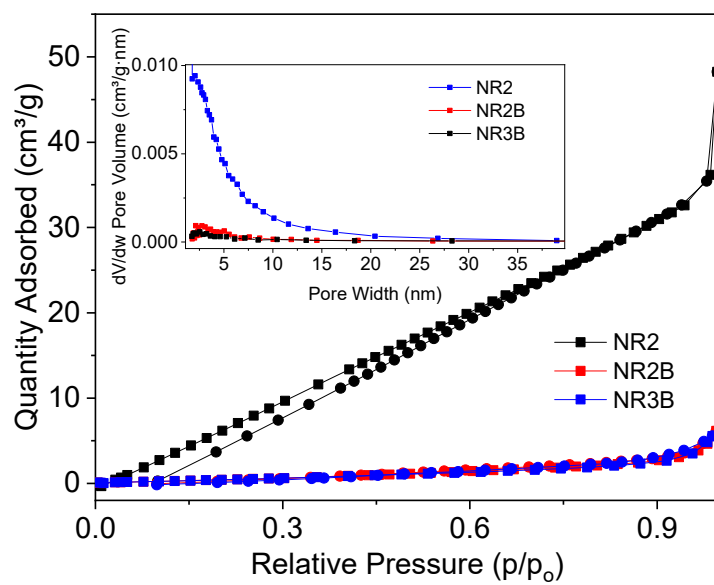 50
40
30
20
10
0
Quantity Adsorbed (cm³/g)
0.0
0.3
0.6
0.9
Relative Pressure (p/pₒ)
NR2
NR2B
NR3B
0.010
0.005
0.000
dV/dw Pore Volume (cm³/g·nm)
5
10
15
20
25
30
35
Pore Width (nm)
NR2
NR2B
NR3B